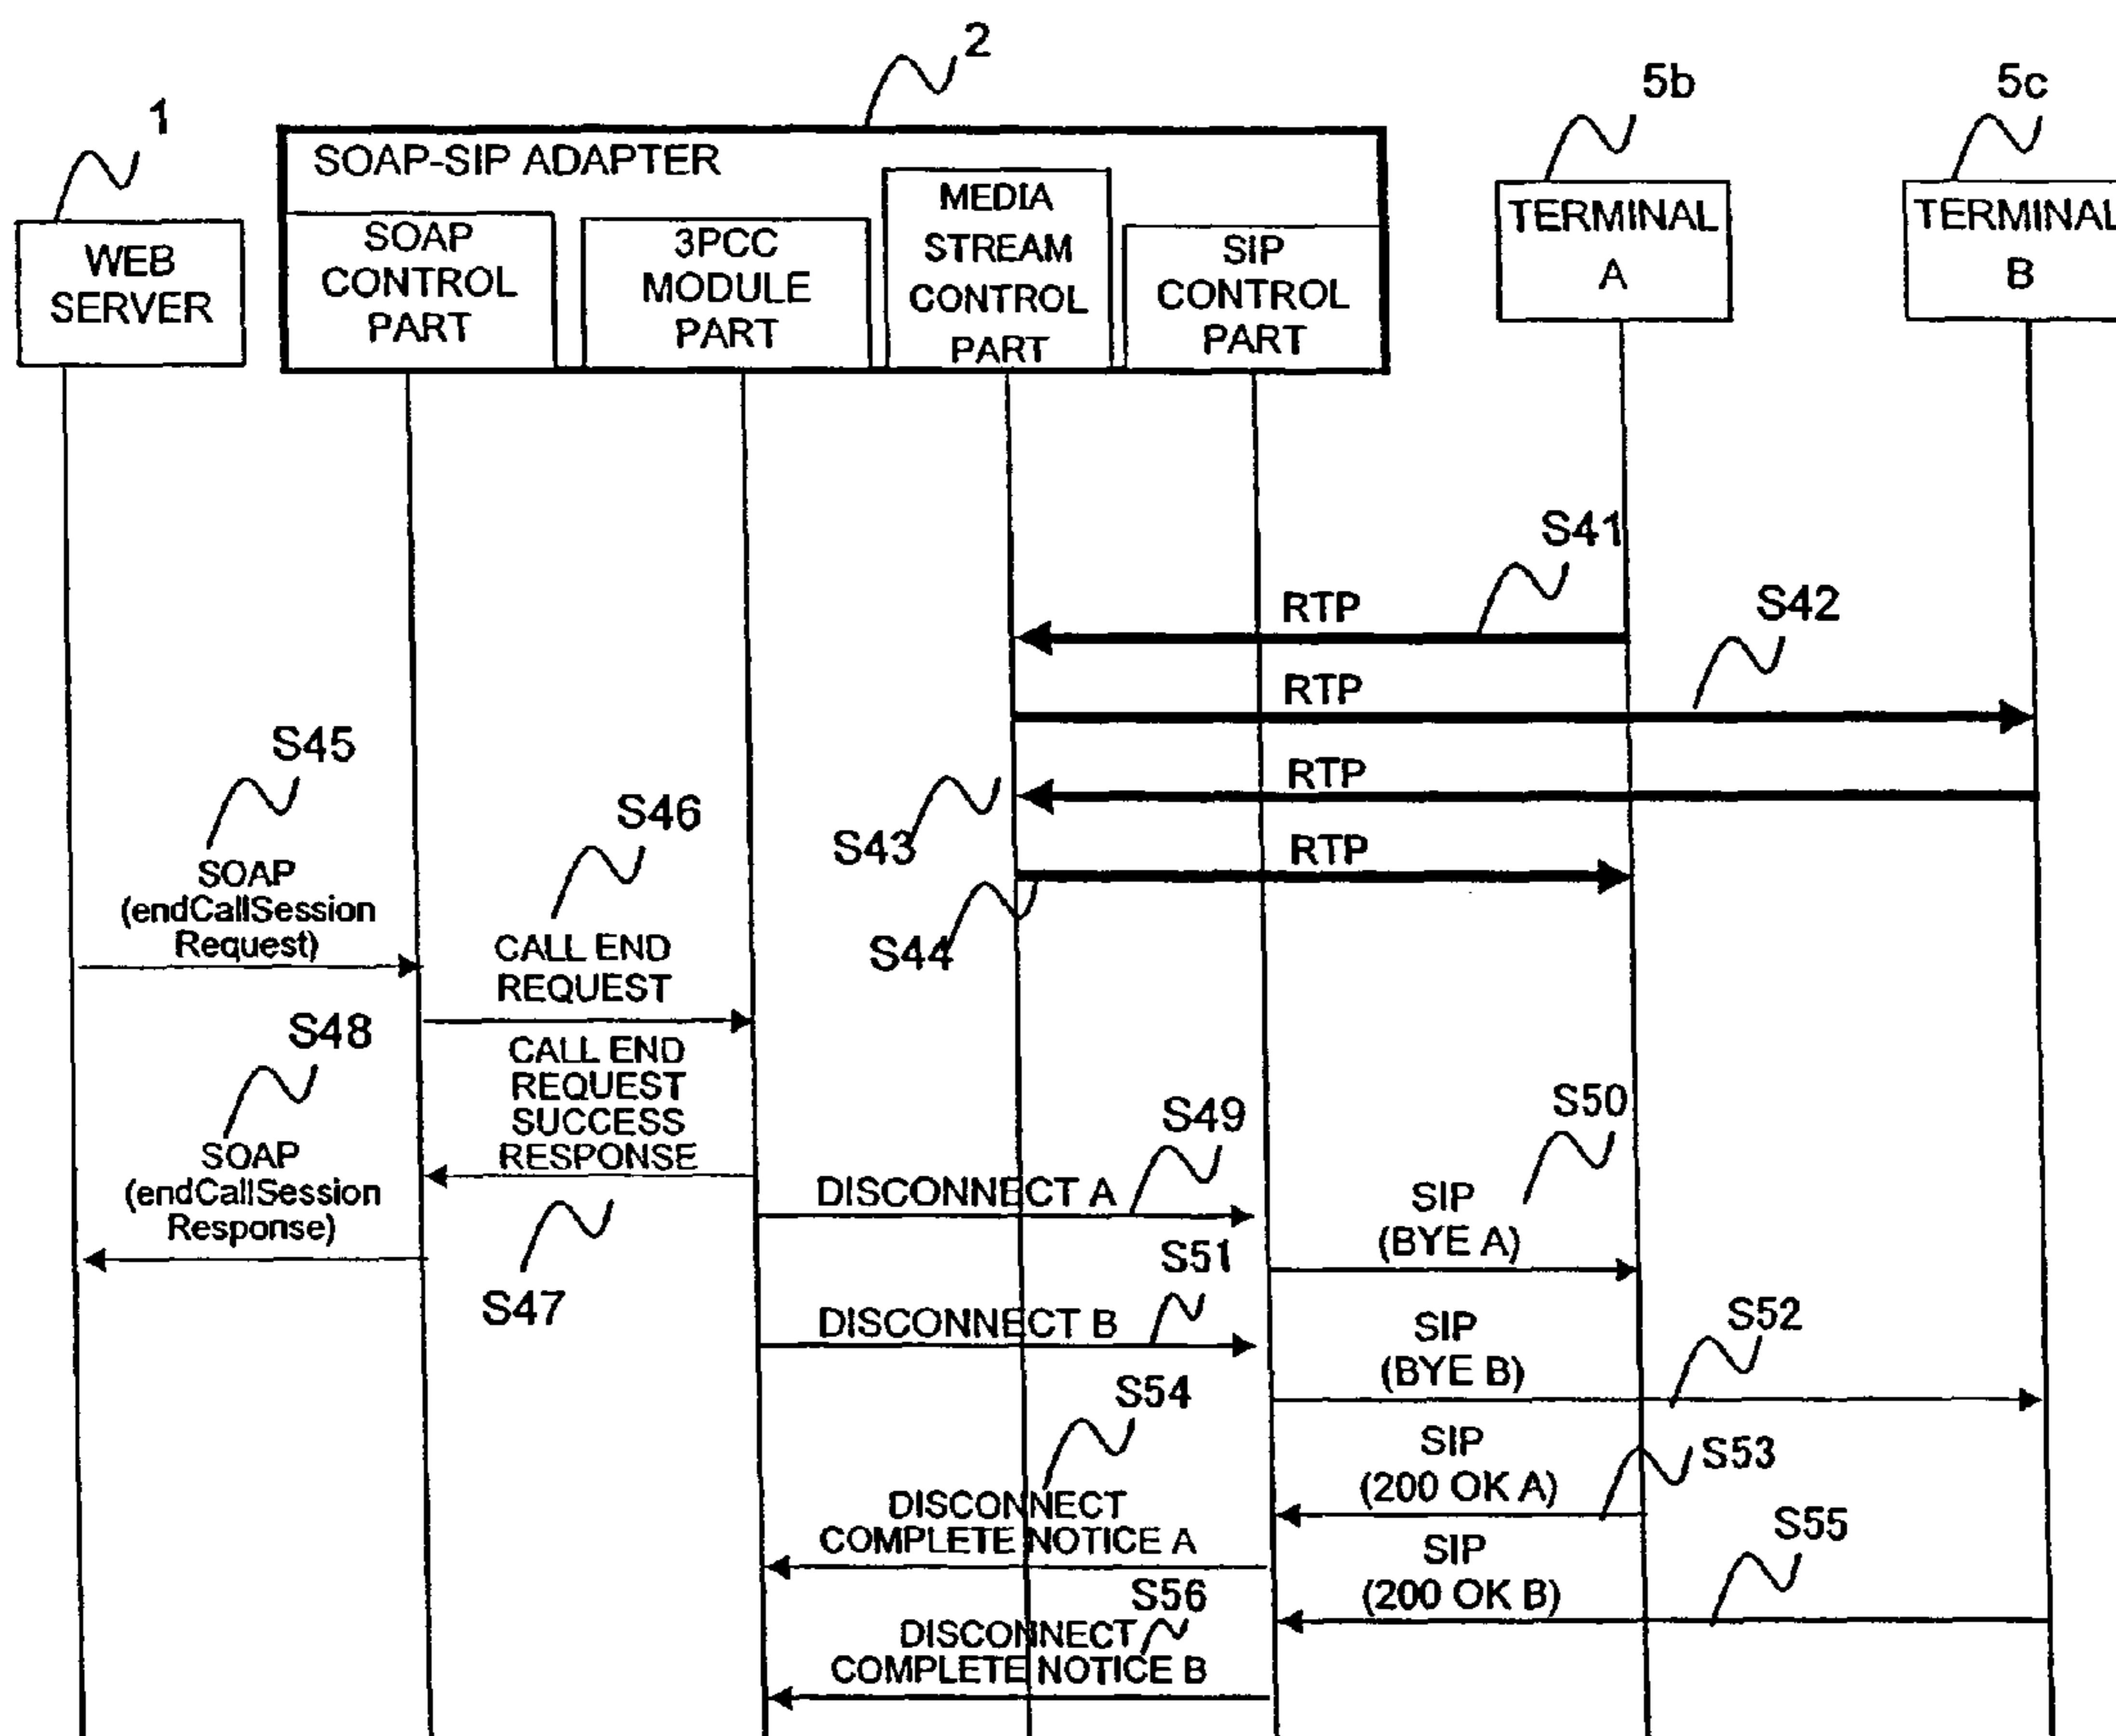 2
5b
5c
1
SOAP-SIP ADAPTER
WEB
SERVER
SOAP
CONTROL
PART
3PCC
MODULE
PART
MEDIA
STREAM
CONTROL
PART
SIP
CONTROL
PART
TERMINAL
A
TERMINAL
B
S41
RTP
S42
RTP
RTP
S43
RTP
S44
S45
SOAP
(endCallSession
Request)
S46
CALL END
REQUEST
S48
CALL END
REQUEST
SUCCESS
RESPONSE
SOAP
(endCallSession
Response)
S47
S49
DISCONNECT A
S50
SIP
(BYE A)
S51
DISCONNECT B
SIP
(BYE B)
S52
S54
SIP
(200 OK A)
S53
DISCONNECT
COMPLETE NOTICE A
SIP
(200 OK B)
S55
S56
DISCONNECT
COMPLETE NOTICE B